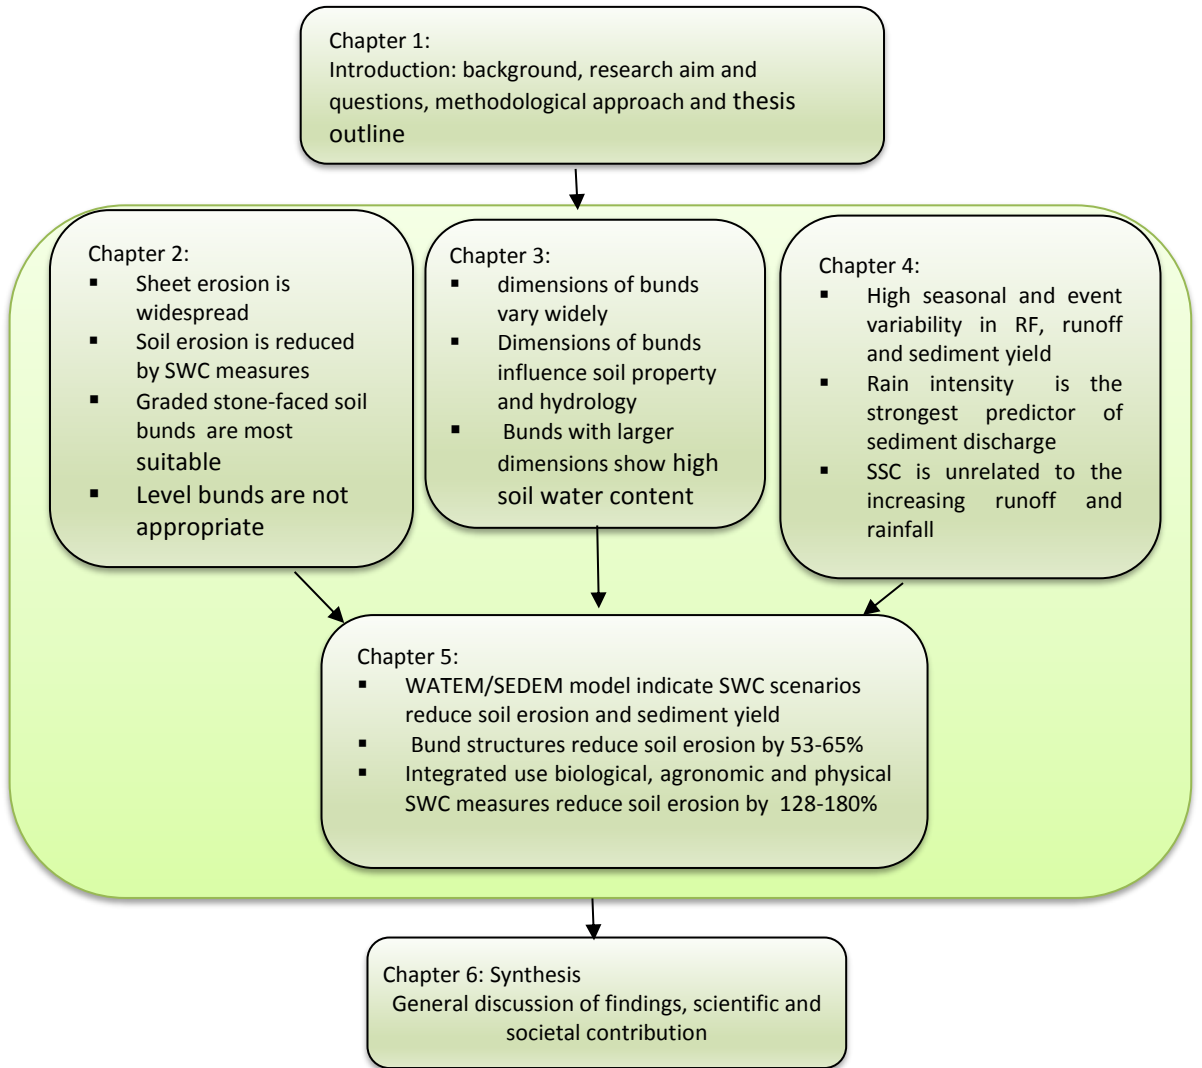 Chapter 1:
Introduction: background, research aim and
questions, methodological approach and thesis
outline
Chapter 2:
▪ Sheet erosion is
widespread
▪ Soil erosion is reduced
by SWC measures
▪ Graded stone-faced soil
bunds are most
suitable
▪ Level bunds are not
appropriate
Chapter 3:
▪ dimensions of bunds
vary widely
▪ Dimensions of bunds
influence soil property
and hydrology
▪ Bunds with larger
dimensions show high
soil water content
Chapter 4:
▪ High seasonal and event
variability in RF, runoff
and sediment yield
▪ Rain intensity is the
strongest predictor of
sediment discharge
▪ SSC is unrelated to the
increasing runoff and
rainfall
Chapter 5:
▪ WATEM/SEDEM model indicate SWC scenarios
reduce soil erosion and sediment yield
▪ Bund structures reduce soil erosion by 53-65%
▪ Integrated use biological, agronomic and physical
SWC measures reduce soil erosion by 128-180%
Chapter 6: Synthesis
General discussion of findings, scientific and
societal contribution